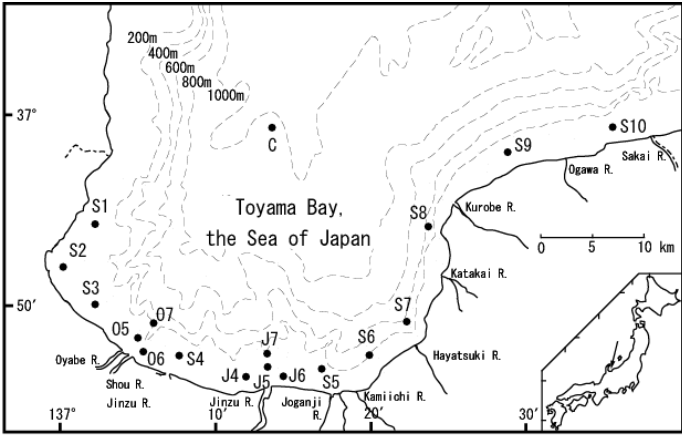 200m
400m
600m
800m
1000m
37°
C
S10
S9
Sakai R.
Ogawa R.
S1
Toyama Bay,
the Sea of Japan
S8
Kurobe R.
0 5 10 km
S2
Katakai R.
S3
50'
O7
S7
O5
O6
S4
J7
S6
Oyabe R.
Hayatsuki R.
J4
J5
J6
S5
Shou R.
Jinzu R.
Jinzu R.
Joganji
R.
Kamiichi R.
137°
10'
20'
30'